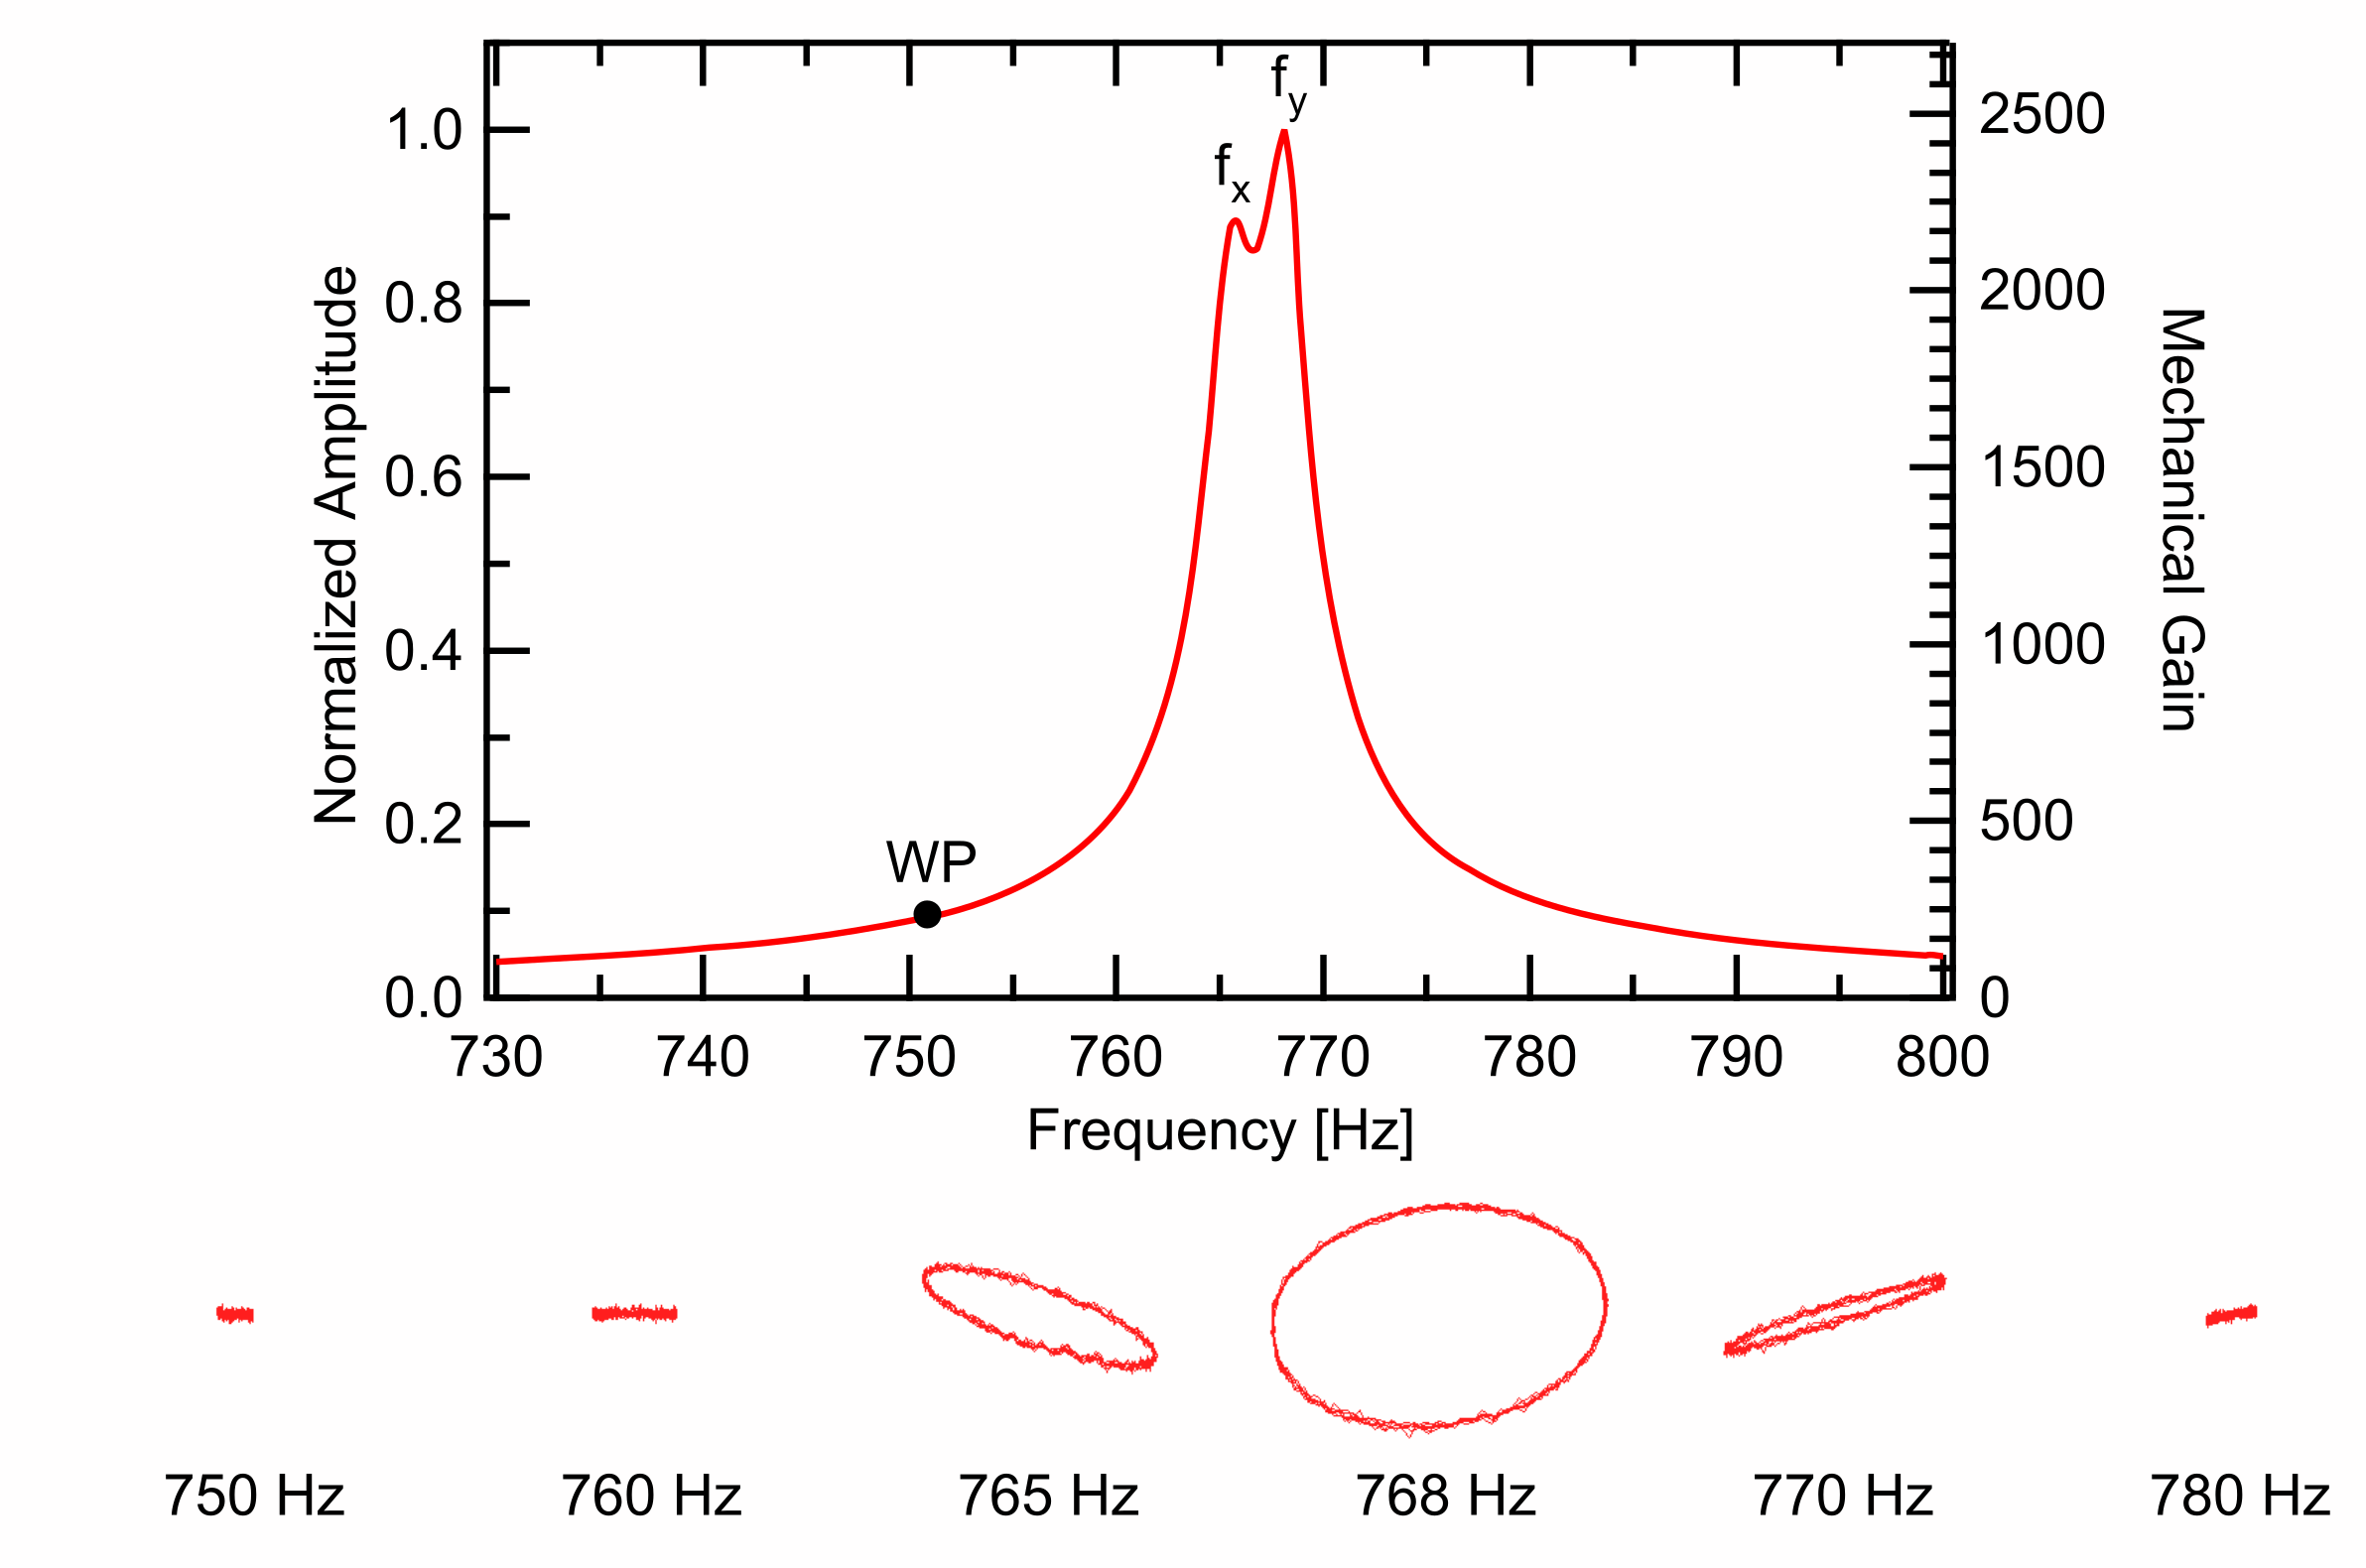 f
y
f
x
1.0
0.8
0.6
0.4
0.2
0.0
Normalized Amplitude
2500
2000
1500
1000
500
0
Mechanical Gain
WP
730 740 750 760 770 780 790 800
Frequency [Hz]
750 Hz 760 Hz 765 Hz 768 Hz 770 Hz 780 Hz